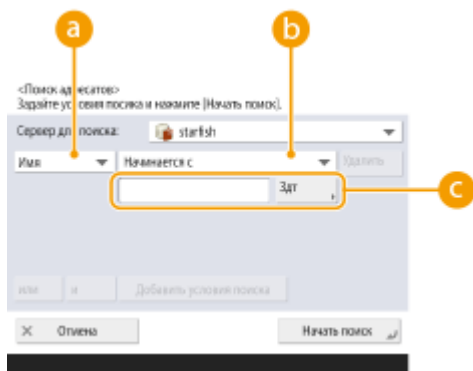 a
b
<Поиск адресатов>
Задайте условия поиска и нажмите [Начать поиск].
Сервер для поиска: starfish
Имя Начинается с Удалить
Здт
c
или и Добавить условия поиска
× Отмена Начать поиск